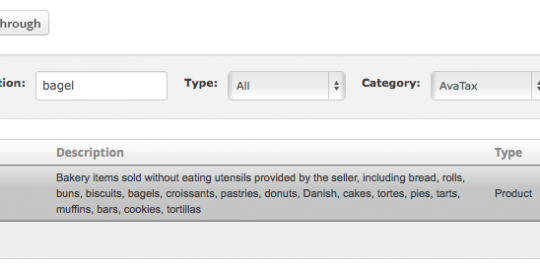 hrough
tion: bagel Type: All Category: AvaTax
Description Type
Bakery items sold without eating utensils provided by the seller, including bread, rolls,
buns, biscuits, bagels, croissants, pastries, donuts, Danish, cakes, tortes, pies, tarts, Product
muffins, bars, cookies, tortillas